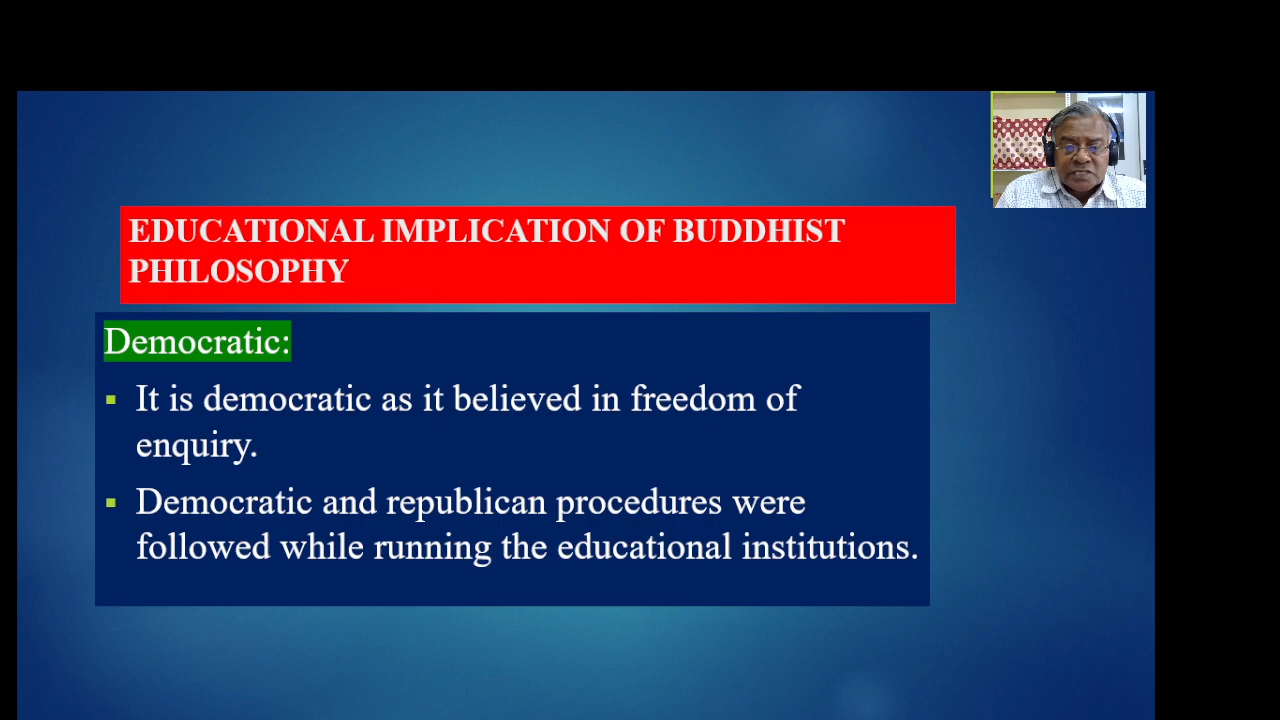 EDUCATIONAL IMPLICATION OF BUDDHIST
PHILOSOPHY
Democratic:
▪ It is democratic as it believed in freedom of
enquiry.
▪ Democratic and republican procedures were
followed while running the educational institutions.